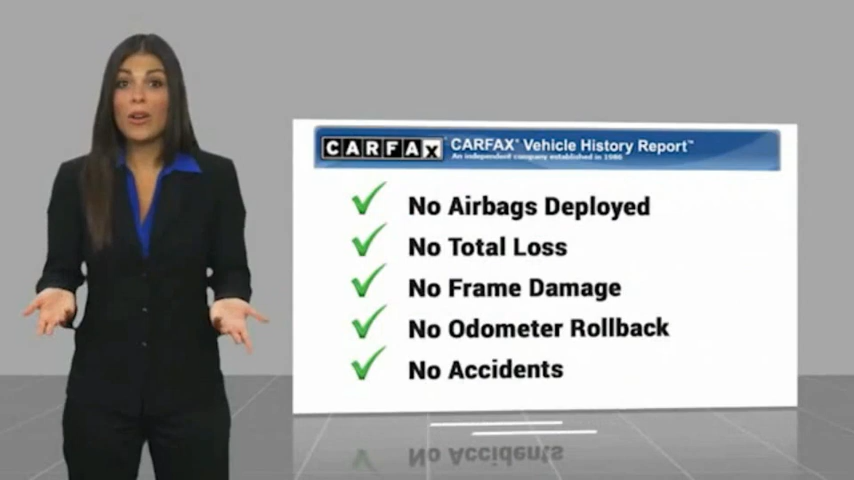 CARFAX CARFAX® Vehicle History Report™
An independent company established in 1986
No Airbags Deployed
No Total Loss
No Frame Damage
No Odometer Rollback
No Accidents
No Accidents